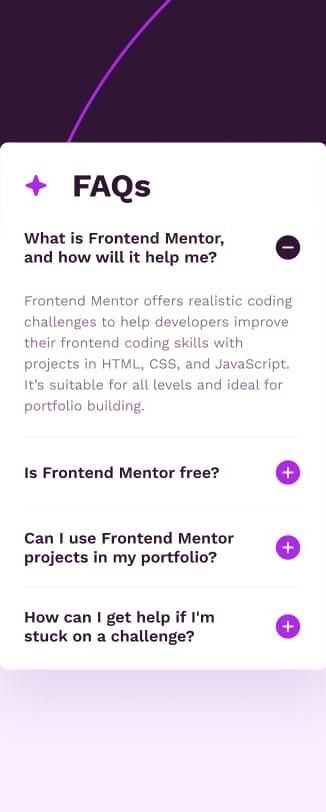 FAQs
What is Frontend Mentor,
and how will it help me?
Frontend Mentor offers realistic coding
challenges to help developers improve
their frontend coding skills with
projects in HTML, CSS, and JavaScript.
It’s suitable for all levels and ideal for
portfolio building.
Is Frontend Mentor free?
Can I use Frontend Mentor
projects in my portfolio?
How can I get help if I'm
stuck on a challenge?